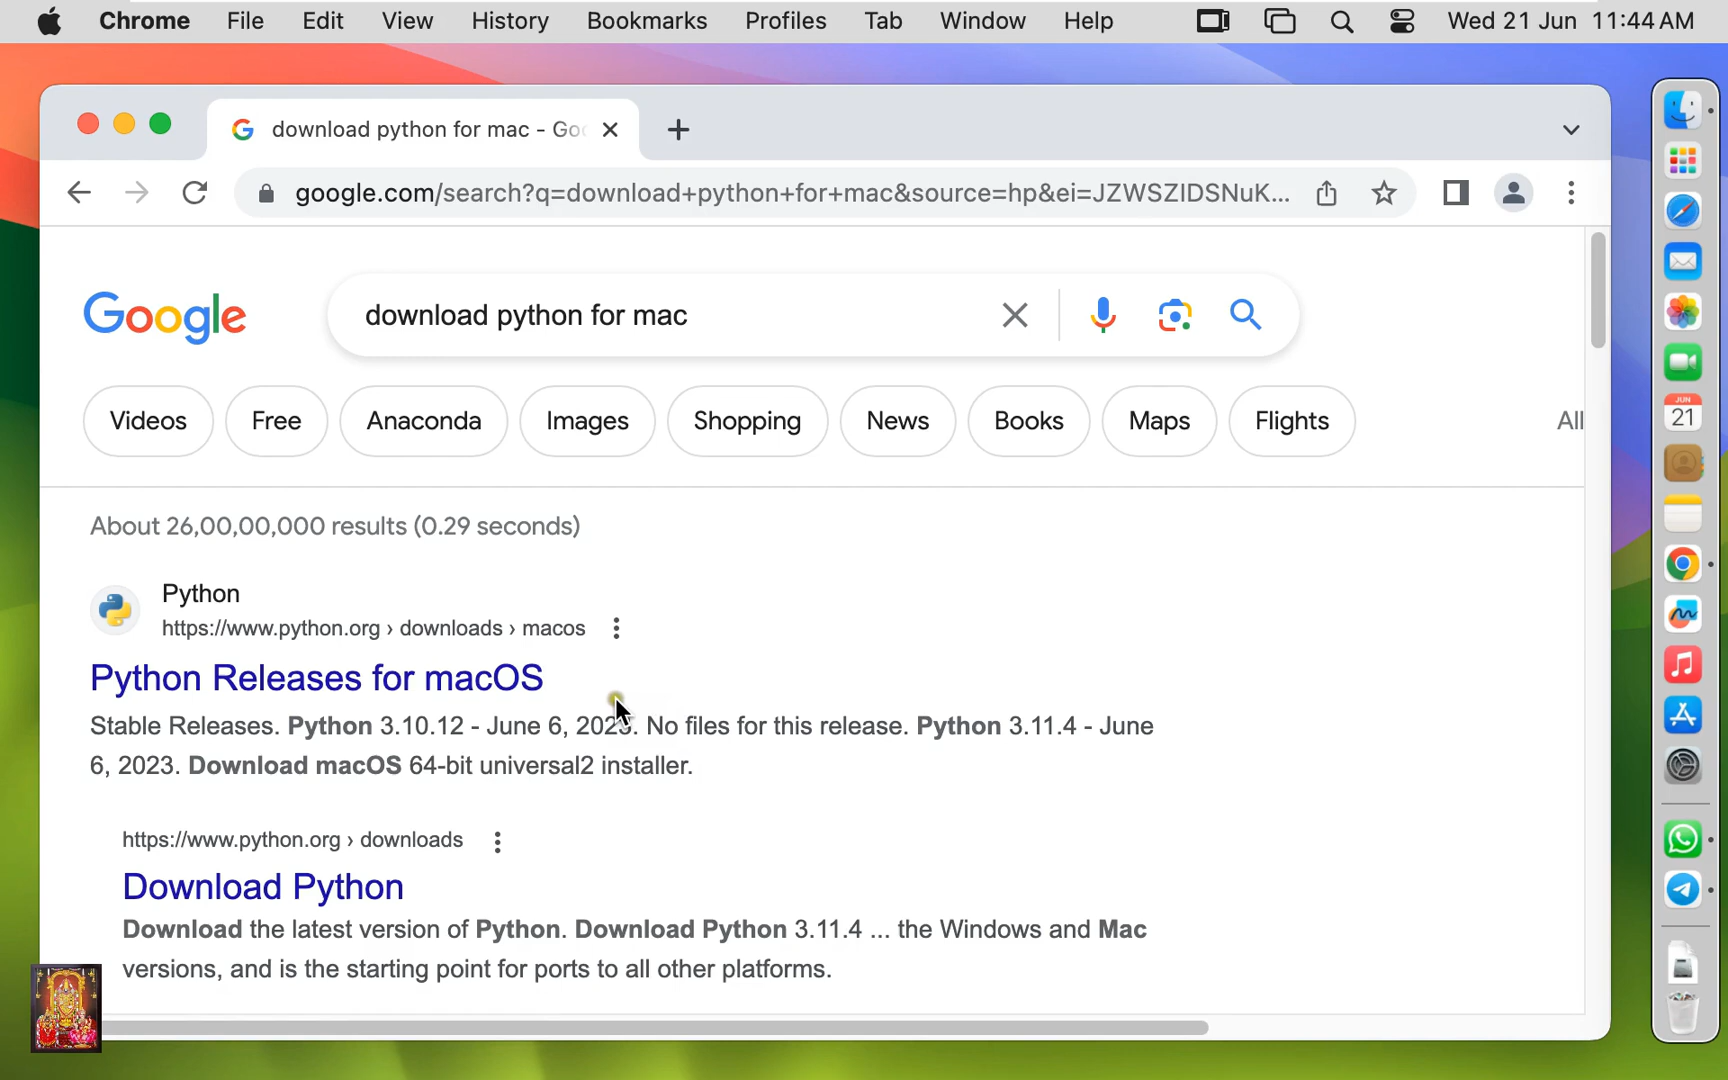 Chrome File Edit View History Bookmarks Profiles Tab Window Help Wed 21 Jun 11:44 AM
download python for mac - Goo
google.com/search?q=download+python+for+mac&source=hp&ei=JZWSZIDSNuK...
Google download python for mac
Videos Free Anaconda Images Shopping News Books Maps Flights All
About 26,00,00,000 results (0.29 seconds)
Python
https://www.python.org › downloads › macos
Python Releases for macOS
Stable Releases. Python 3.10.12 - June 6, 2023. No files for this release. Python 3.11.4 - June
6, 2023. Download macOS 64-bit universal2 installer.
https://www.python.org › downloads
Download Python
Download the latest version of Python. Download Python 3.11.4 ... the Windows and Mac
versions, and is the starting point for ports to all other platforms.
JUN
21